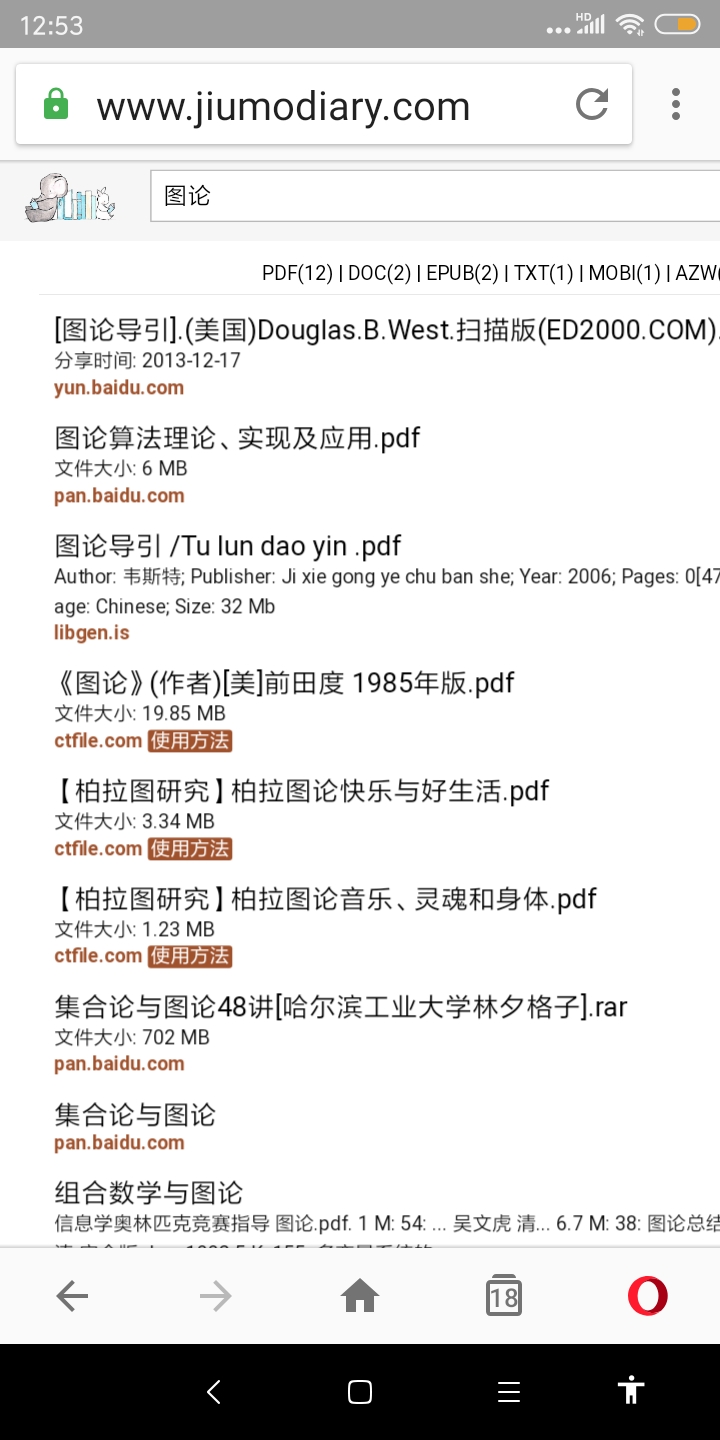 12:53
HD
www.jiumodiary.com
图论
PDF(12) | DOC(2) | EPUB(2) | TXT(1) | MOBI(1) | AZW(
[图论导引].(美国)Douglas.B.West.扫描版(ED2000.COM).
分享时间: 2013-12-17
yun.baidu.com
图论算法理论、实现及应用.pdf
文件大小: 6 MB
pan.baidu.com
图论导引 /Tu lun dao yin .pdf
Author: 韦斯特; Publisher: Ji xie gong ye chu ban she; Year: 2006; Pages: 0[47
age: Chinese; Size: 32 Mb
libgen.is
《图论》(作者)[美]前田度 1985年版.pdf
文件大小: 19.85 MB
ctfile.com 使用方法
【柏拉图研究】柏拉图论快乐与好生活.pdf
文件大小: 3.34 MB
ctfile.com 使用方法
【柏拉图研究】柏拉图论音乐、灵魂和身体.pdf
文件大小: 1.23 MB
ctfile.com 使用方法
集合论与图论48讲[哈尔滨工业大学林夕格子].rar
文件大小: 702 MB
pan.baidu.com
集合论与图论
pan.baidu.com
组合数学与图论
信息学奥林匹克竞赛指导 图论.pdf. 1 M: 54: ... 吴文虎 清... 6.7 M: 38: 图论总结
18